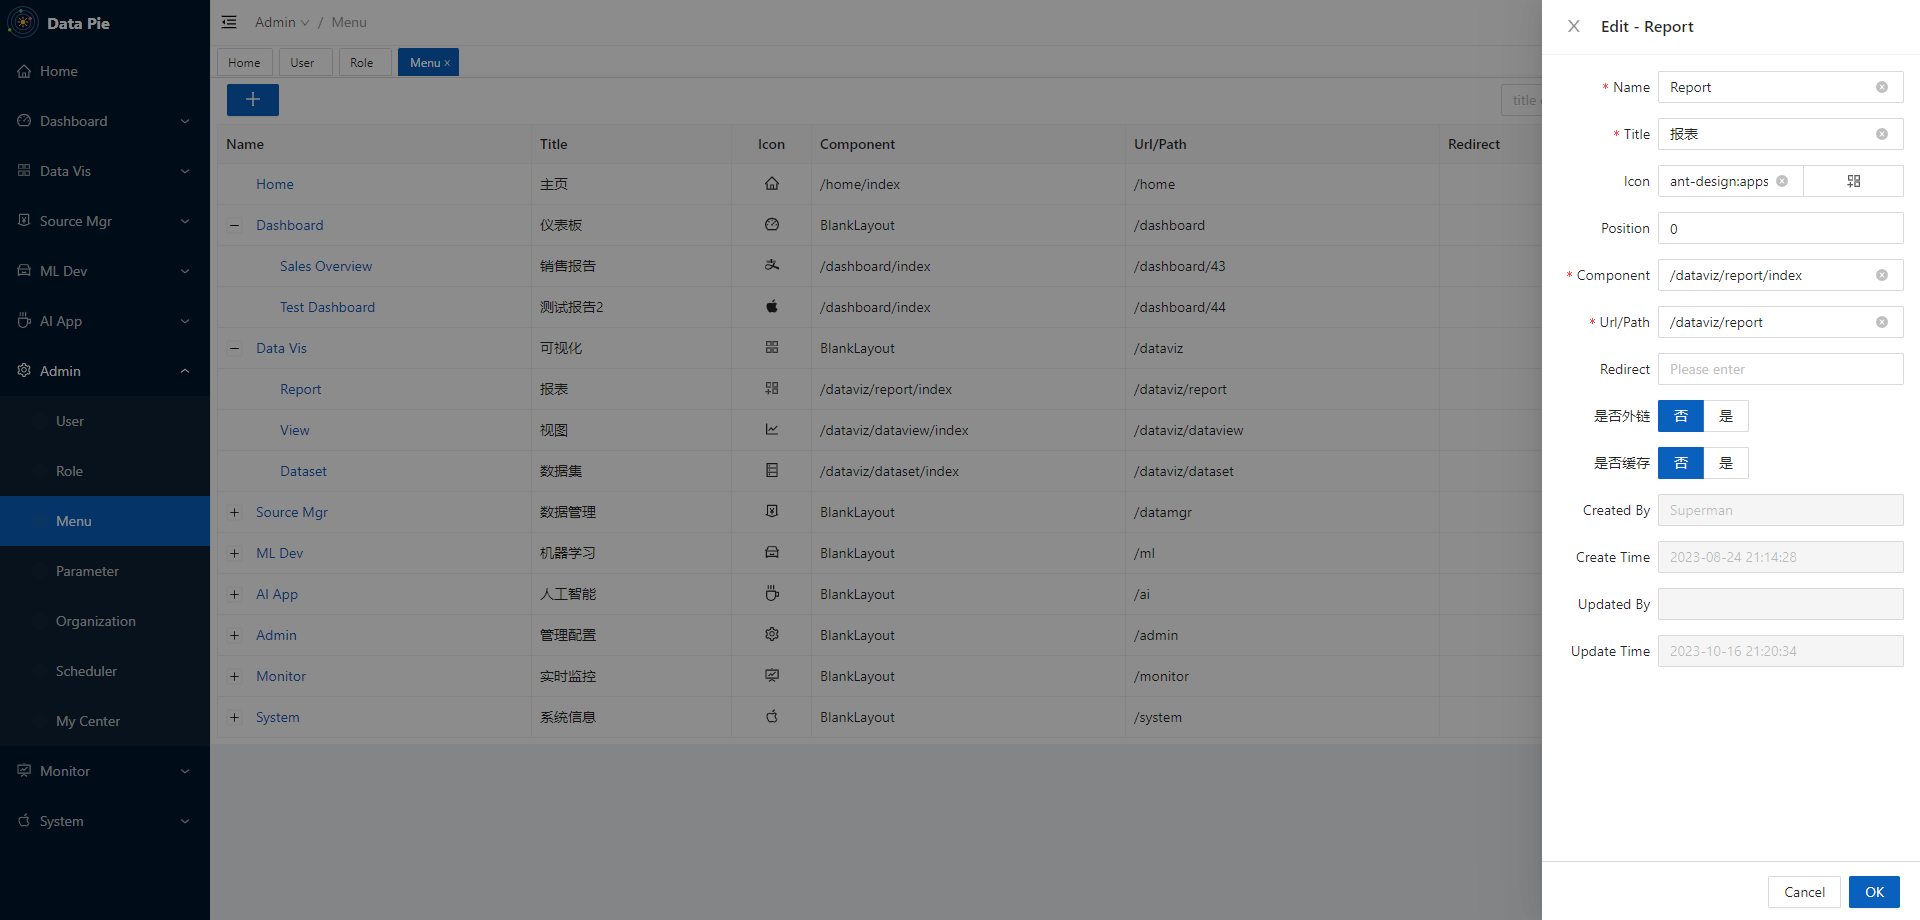 Data Pie
Home
Dashboard
Data Vis
Source Mgr
ML Dev
AI App
Admin
User
Role
Menu
Parameter
Organization
Scheduler
My Center
Monitor
System
Admin / Menu
Home User Role Menu ×
title
Name Title Icon Component Url/Path Redirect
Home 主页 /home/index /home
Dashboard 仪表板 BlankLayout /dashboard
Sales Overview 销售报告 /dashboard/index /dashboard/43
Test Dashboard 测试报告2 /dashboard/index /dashboard/44
Data Vis 可视化 BlankLayout /dataviz
Report 报表 /dataviz/report/index /dataviz/report
View 视图 /dataviz/dataview/index /dataviz/dataview
Dataset 数据集 /dataviz/dataset/index /dataviz/dataset
Source Mgr 数据管理 BlankLayout /datamgr
ML Dev 机器学习 BlankLayout /ml
AI App 人工智能 BlankLayout /ai
Admin 管理配置 BlankLayout /admin
Monitor 实时监控 BlankLayout /monitor
System 系统信息 BlankLayout /system
Edit - Report
* Name Report
* Title 报表
Icon ant-design:apps
Position 0
* Component /dataviz/report/index
* Url/Path /dataviz/report
Redirect Please enter
是否外链 否 是
是否缓存 否 是
Created By Superman
Create Time 2023-08-24 21:14:28
Updated By
Update Time 2023-10-16 21:20:34
Cancel OK